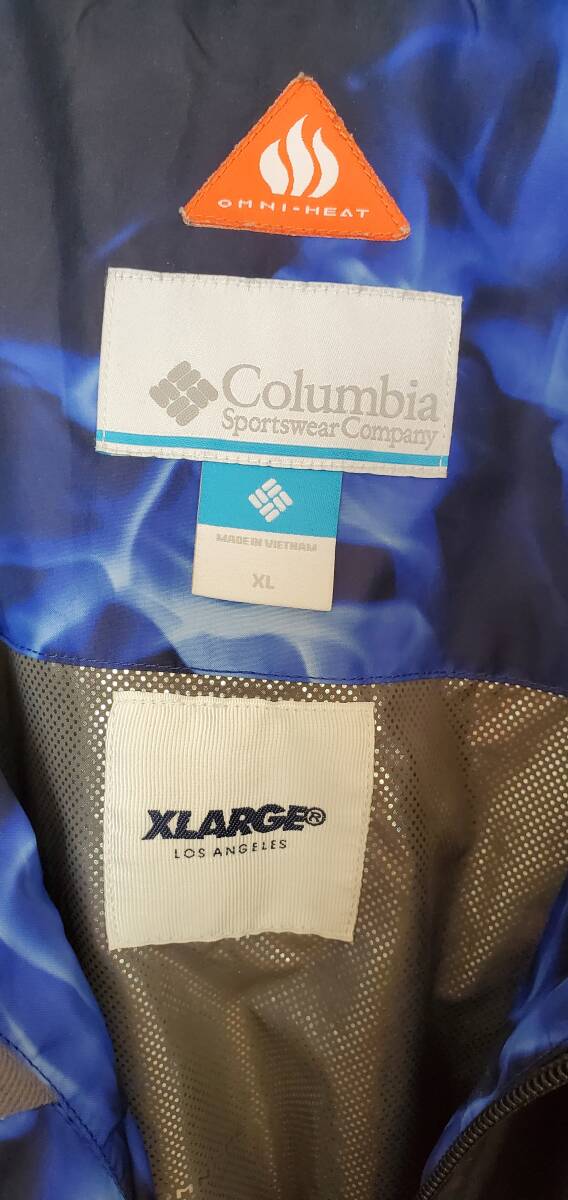 OMNI-HEAT
Columbia
Sportswear Company
MADE IN VIETNAM
XL
XLARGE®
LOS ANGELES